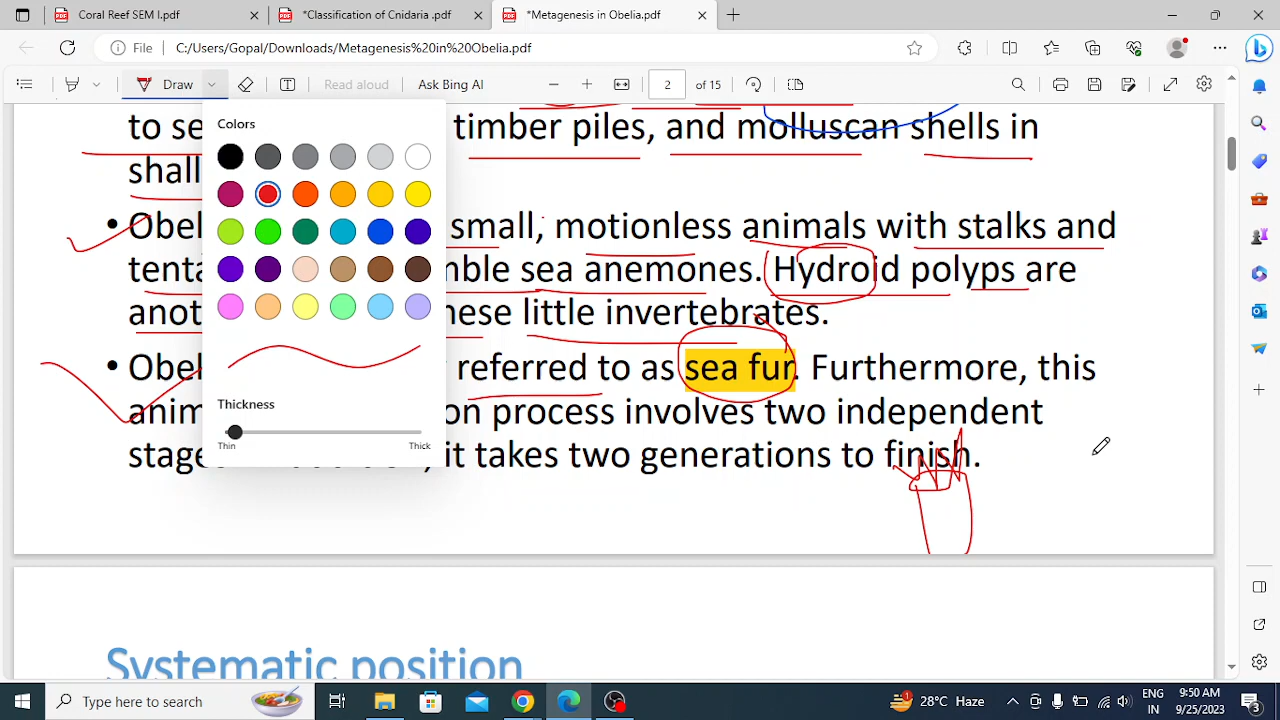 Coral Reef SEM I.pdf
*Classification of Cnidaria .pdf
*Metagenesis in Obelia.pdf
File
C:/Users/Gopal/Downloads/Metagenesis%20in%20Obelia.pdf
Draw
Read aloud
Ask Bing AI
2 of 15
Colors
to se timber piles, and molluscan shells in
shall
• Obel small, motionless animals with stalks and
tenta mble sea anemones. Hydroid polyps are
anot hese little invertebrates.
• Obel referred to as sea fur. Furthermore, this
Thickness
anim on process involves two independent
Thin Thick
stage it takes two generations to finish.
Systematic position
Type here to search
28°C Haze
ENG
IN
9:50 AM
9/25/2023